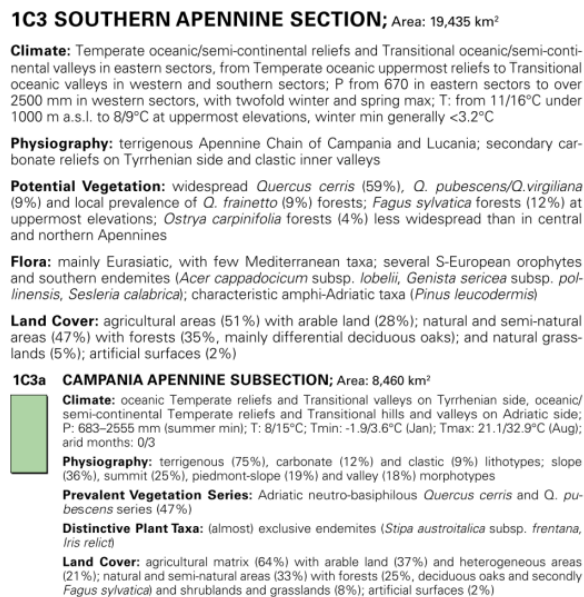 1C3 SOUTHERN APENNINE SECTION; Area: 19,435 km²
Climate: Temperate oceanic/semi-continental reliefs and Transitional oceanic/semi-conti-
nental valleys in eastern sectors, from Temperate oceanic uppermost reliefs to Transitional
oceanic valleys in western and southern sectors; P from 670 in eastern sectors to over
2500 mm in western sectors, with twofold winter and spring max; T: from 11/16°C under
1000 m a.s.l. to 8/9°C at uppermost elevations, winter min generally <3.2°C
Physiography: terrigenous Apennine Chain of Campania and Lucania; secondary car-
bonate reliefs on Tyrrhenian side and clastic inner valleys
Potential Vegetation: widespread Quercus cerris (59%), Q. pubescens/Q.virgiliana
(9%) and local prevalence of Q. frainetto (9%) forests; Fagus sylvatica forests (12%) at
uppermost elevations; Ostrya carpinifolia forests (4%) less widespread than in central
and northern Apennines
Flora: mainly Eurasiatic, with few Mediterranean taxa; several S-European orophytes
and southern endemites (Acer cappadocicum subsp. lobelii, Genista sericea subsp. pol-
linensis, Sesleria calabrica); characteristic amphi-Adriatic taxa (Pinus leucodermis)
Land Cover: agricultural areas (51%) with arable land (28%); natural and semi-natural
areas (47%) with forests (35%, mainly differential deciduous oaks); and natural grass-
lands (5%); artificial surfaces (2%)
1C3a CAMPANIA APENNINE SUBSECTION; Area: 8,460 km²
Climate: oceanic Temperate reliefs and Transitional valleys on Tyrrhenian side, oceanic/
semi-continental Temperate reliefs and Transitional hills and valleys on Adriatic side;
P: 683–2555 mm (summer min); T: 8/15°C; Tmin: -1.9/3.6°C (Jan); Tmax: 21.1/32.9°C (Aug);
arid months: 0/3
Physiography: terrigenous (75%), carbonate (12%) and clastic (9%) lithotypes; slope
(36%), summit (25%), piedmont-slope (19%) and valley (18%) morphotypes
Prevalent Vegetation Series: Adriatic neutro-basiphilous Quercus cerris and Q. pu-
bescens series (47%)
Distinctive Plant Taxa: (almost) exclusive endemites (Stipa austroitalica subsp. frentana,
Iris relict)
Land Cover: agricultural matrix (64%) with arable land (37%) and heterogeneous areas
(21%); natural and semi-natural areas (33%) with forests (25%, deciduous oaks and secondly
Fagus sylvatica) and shrublands and grasslands (8%); artificial surfaces (2%)